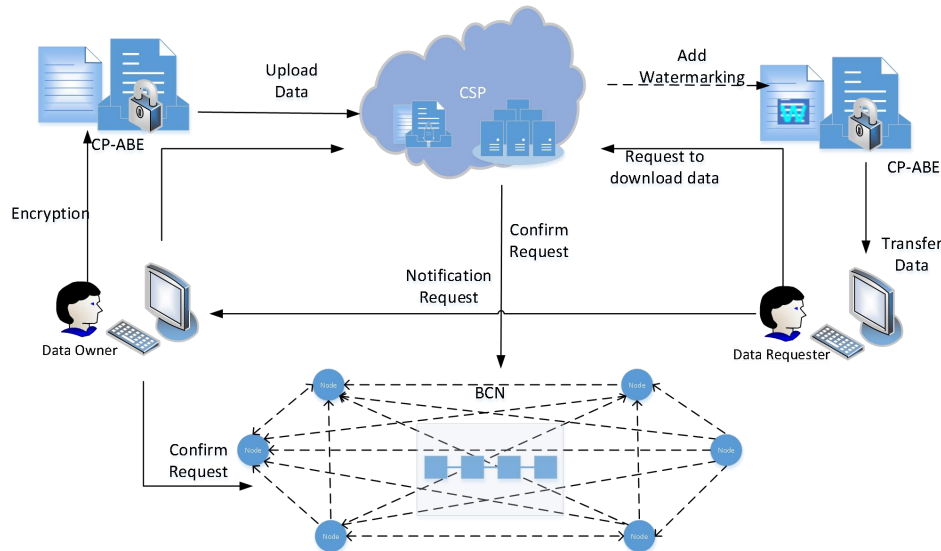 Upload
Data
CSP
Add
Watermarking
W
CP-ABE
Request to
download data
CP-ABE
Encryption
Confirm
Request
Transfer
Data
Notification
Request
Data Owner
Data Requester
BCN
Node
Node
Node
Node
Confirm
Request
Node
Node